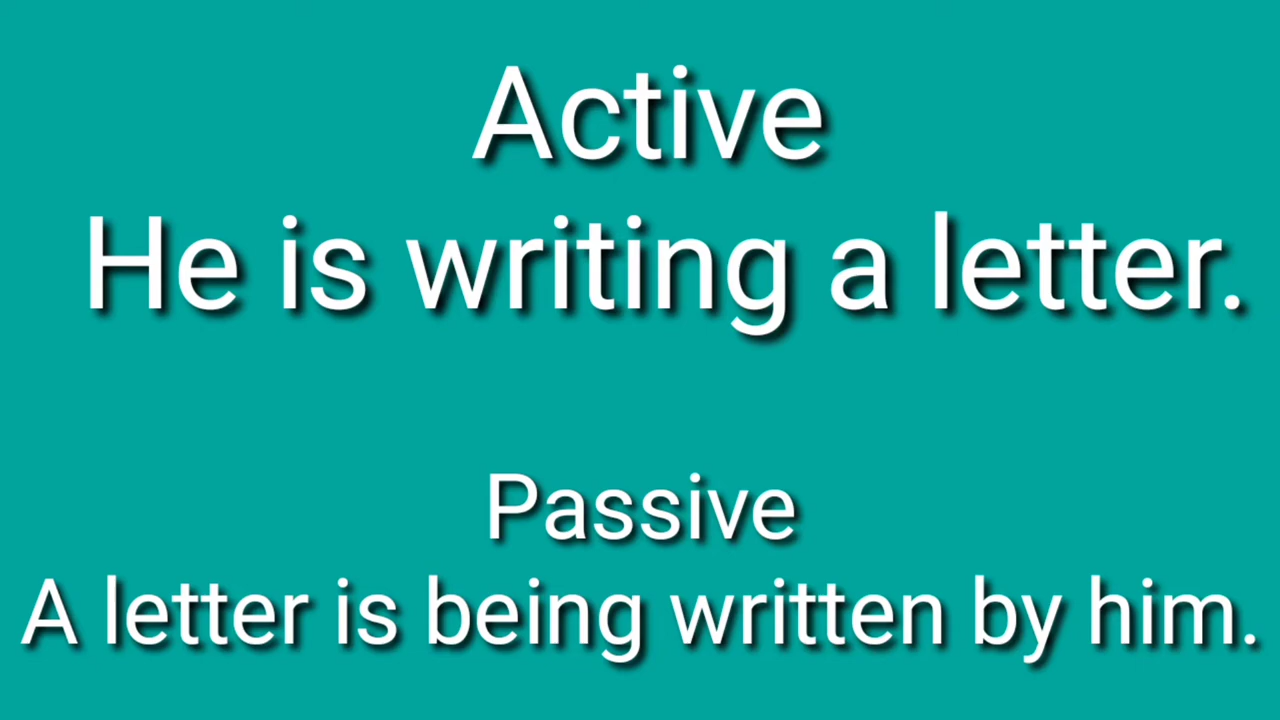 Active
He is writing a letter.
Passive
A letter is being written by him.